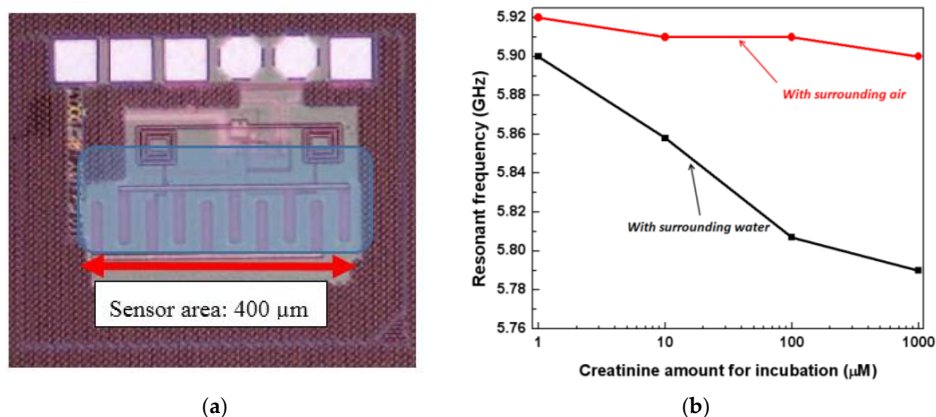 Sensor area: 400 µm
(a)
Resonant frequency (GHz)
5.92
5.90
5.88
5.86
5.84
5.82
5.80
5.78
5.76
With surrounding air
With surrounding water
1 10 100 1000
Creatinine amount for incubation (μM)
(b)